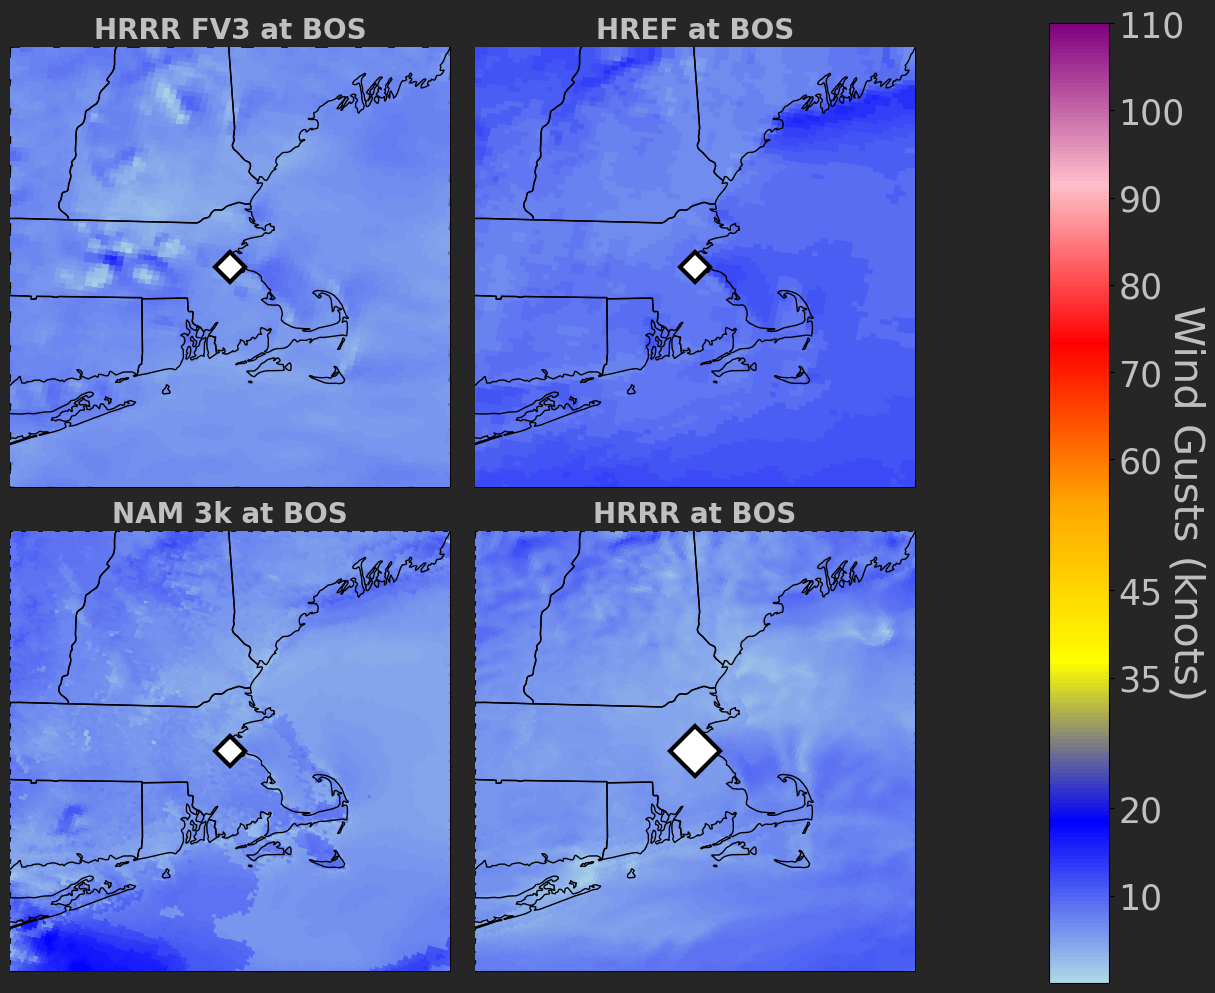 HRRR FV3 at BOS
HREF at BOS
NAM 3k at BOS
HRRR at BOS
110
100
90
80
70
60
45
35
20
10
Wind Gusts (knots)